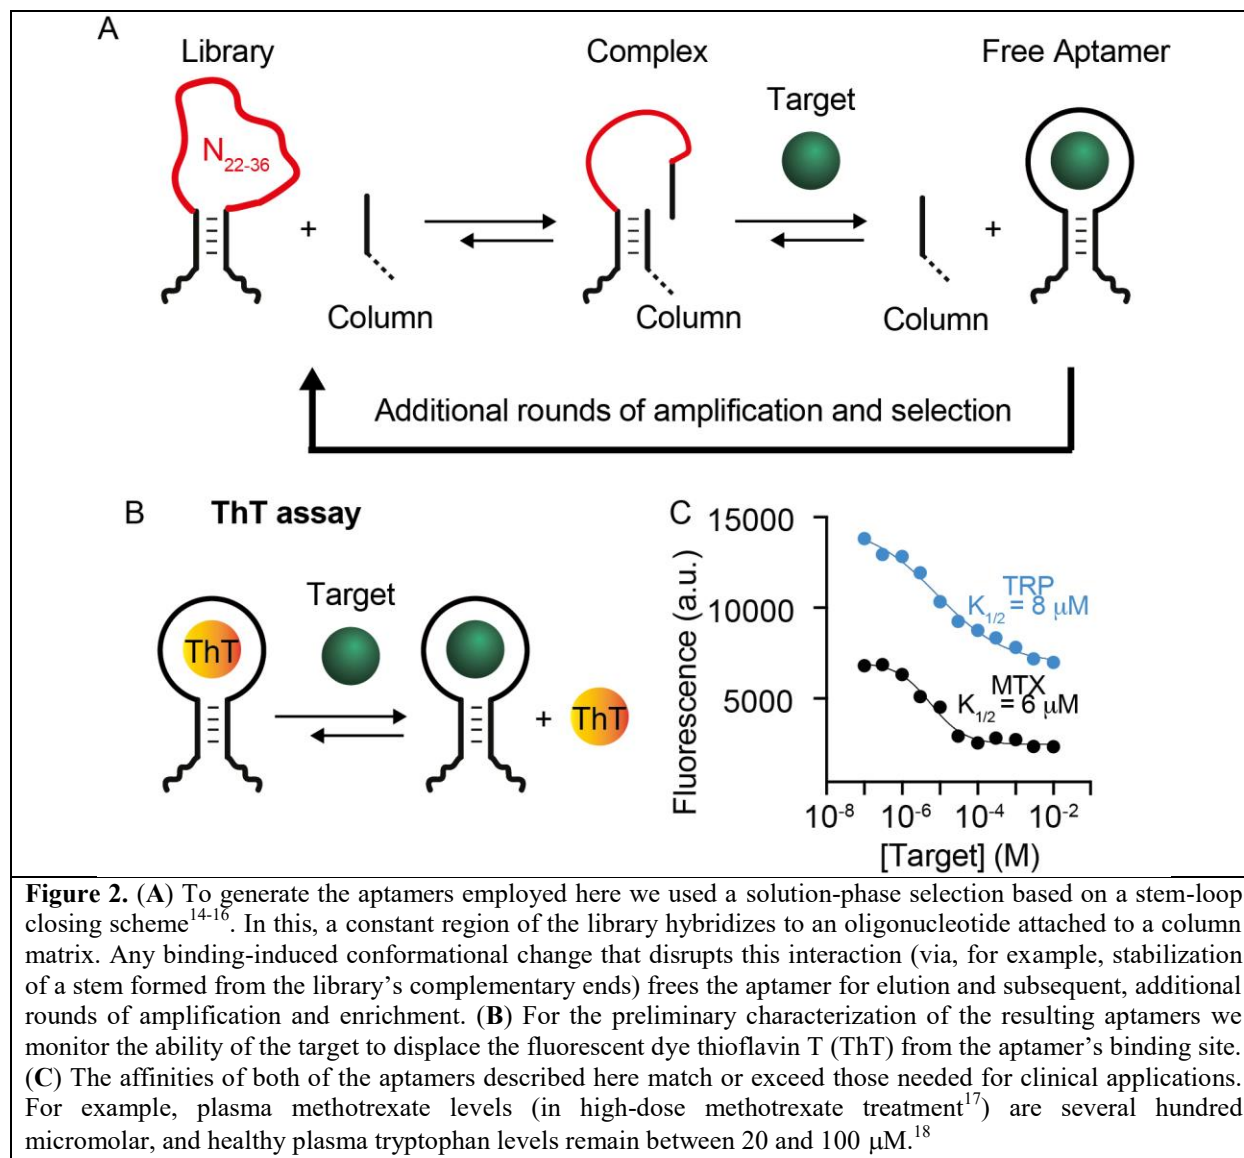 A
Library
Complex
Free Aptamer
Target
N22-36
+
+
Column
Column
Column
Additional rounds of amplification and selection
B
ThT assay
Target
ThT
+
ThT
C
15000
10000
5000
Fluorescence (a.u.)
TRP
K1/2 = 8 μM
MTX
K1/2 = 6 μM
10-8
10-6
10-4
10-2
[Target] (M)
Figure 2. (A) To generate the aptamers employed here we used a solution-phase selection based on a stem-loop
closing scheme14-16. In this, a constant region of the library hybridizes to an oligonucleotide attached to a column
matrix. Any binding-induced conformational change that disrupts this interaction (via, for example, stabilization
of a stem formed from the library’s complementary ends) frees the aptamer for elution and subsequent, additional
rounds of amplification and enrichment. (B) For the preliminary characterization of the resulting aptamers we
monitor the ability of the target to displace the fluorescent dye thioflavin T (ThT) from the aptamer’s binding site.
(C) The affinities of both of the aptamers described here match or exceed those needed for clinical applications.
For example, plasma methotrexate levels (in high-dose methotrexate treatment17) are several hundred
micromolar, and healthy plasma tryptophan levels remain between 20 and 100 μM.18